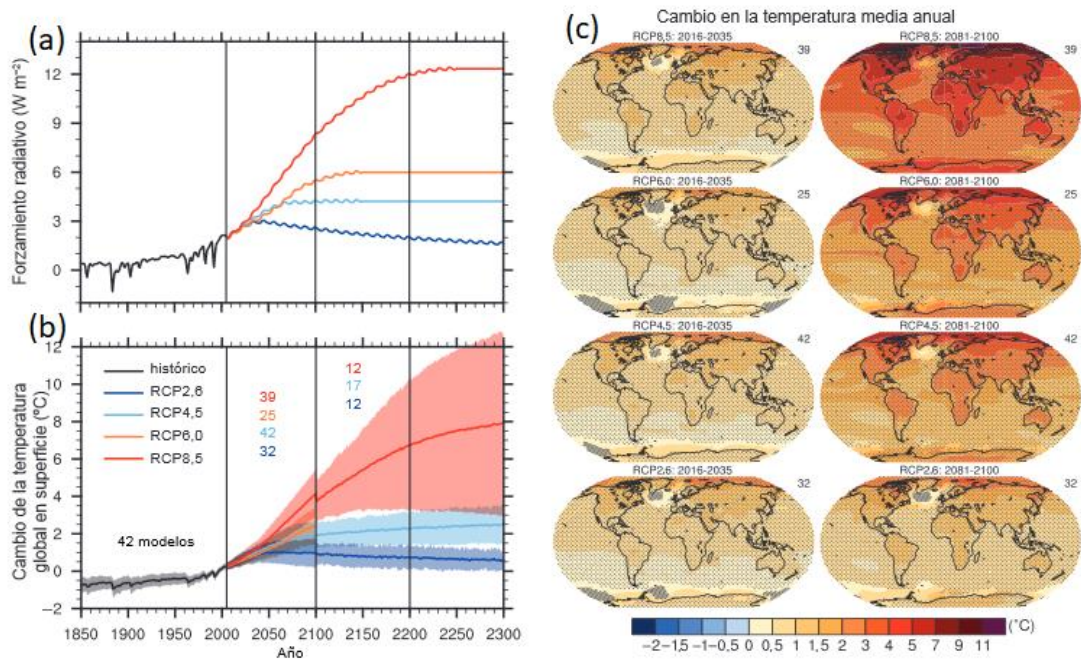 (a)
Forzamiento radiativo (W m⁻²)
12
9
6
3
0
(b)
Cambio de la temperatura
global en superficie (°C)
12
10
8
6
4
2
0
−2
histórico
RCP2,6
RCP4,5
RCP6,0
RCP8,5
39
25
42
32
12
17
12
42 modelos
1850 1900 1950 2000 2050 2100 2150 2200 2250 2300
Año
(c)
Cambio en la temperatura media anual
RCP8,5: 2016-2035 39
RCP8,5: 2081-2100 39
RCP6,0: 2016-2035 25
RCP6,0: 2081-2100 25
RCP4,5: 2016-2035 42
RCP4,5: 2081-2100 42
RCP2,6: 2016-2035 32
RCP2,6: 2081-2100 32
(°C)
−2 −1,5 −1 −0,5 0 0,5 1 1,5 2 3 4 5 7 9 11